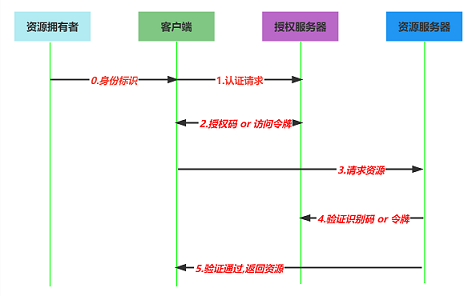 资源拥有者
客户端
授权服务器
资源服务器
0.身份标识
1.认证请求
2.授权码 or 访问令牌
3.请求资源
4.验证识别码 or 令牌
5.验证通过,返回资源